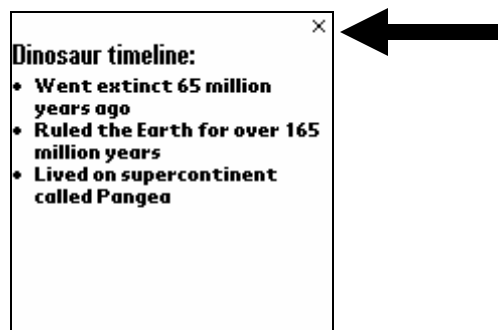 ×
Dinosaur timeline:
• Went extinct 65 million
years ago
• Ruled the Earth for over 165
million years
• Lived on supercontinent
called Pangea